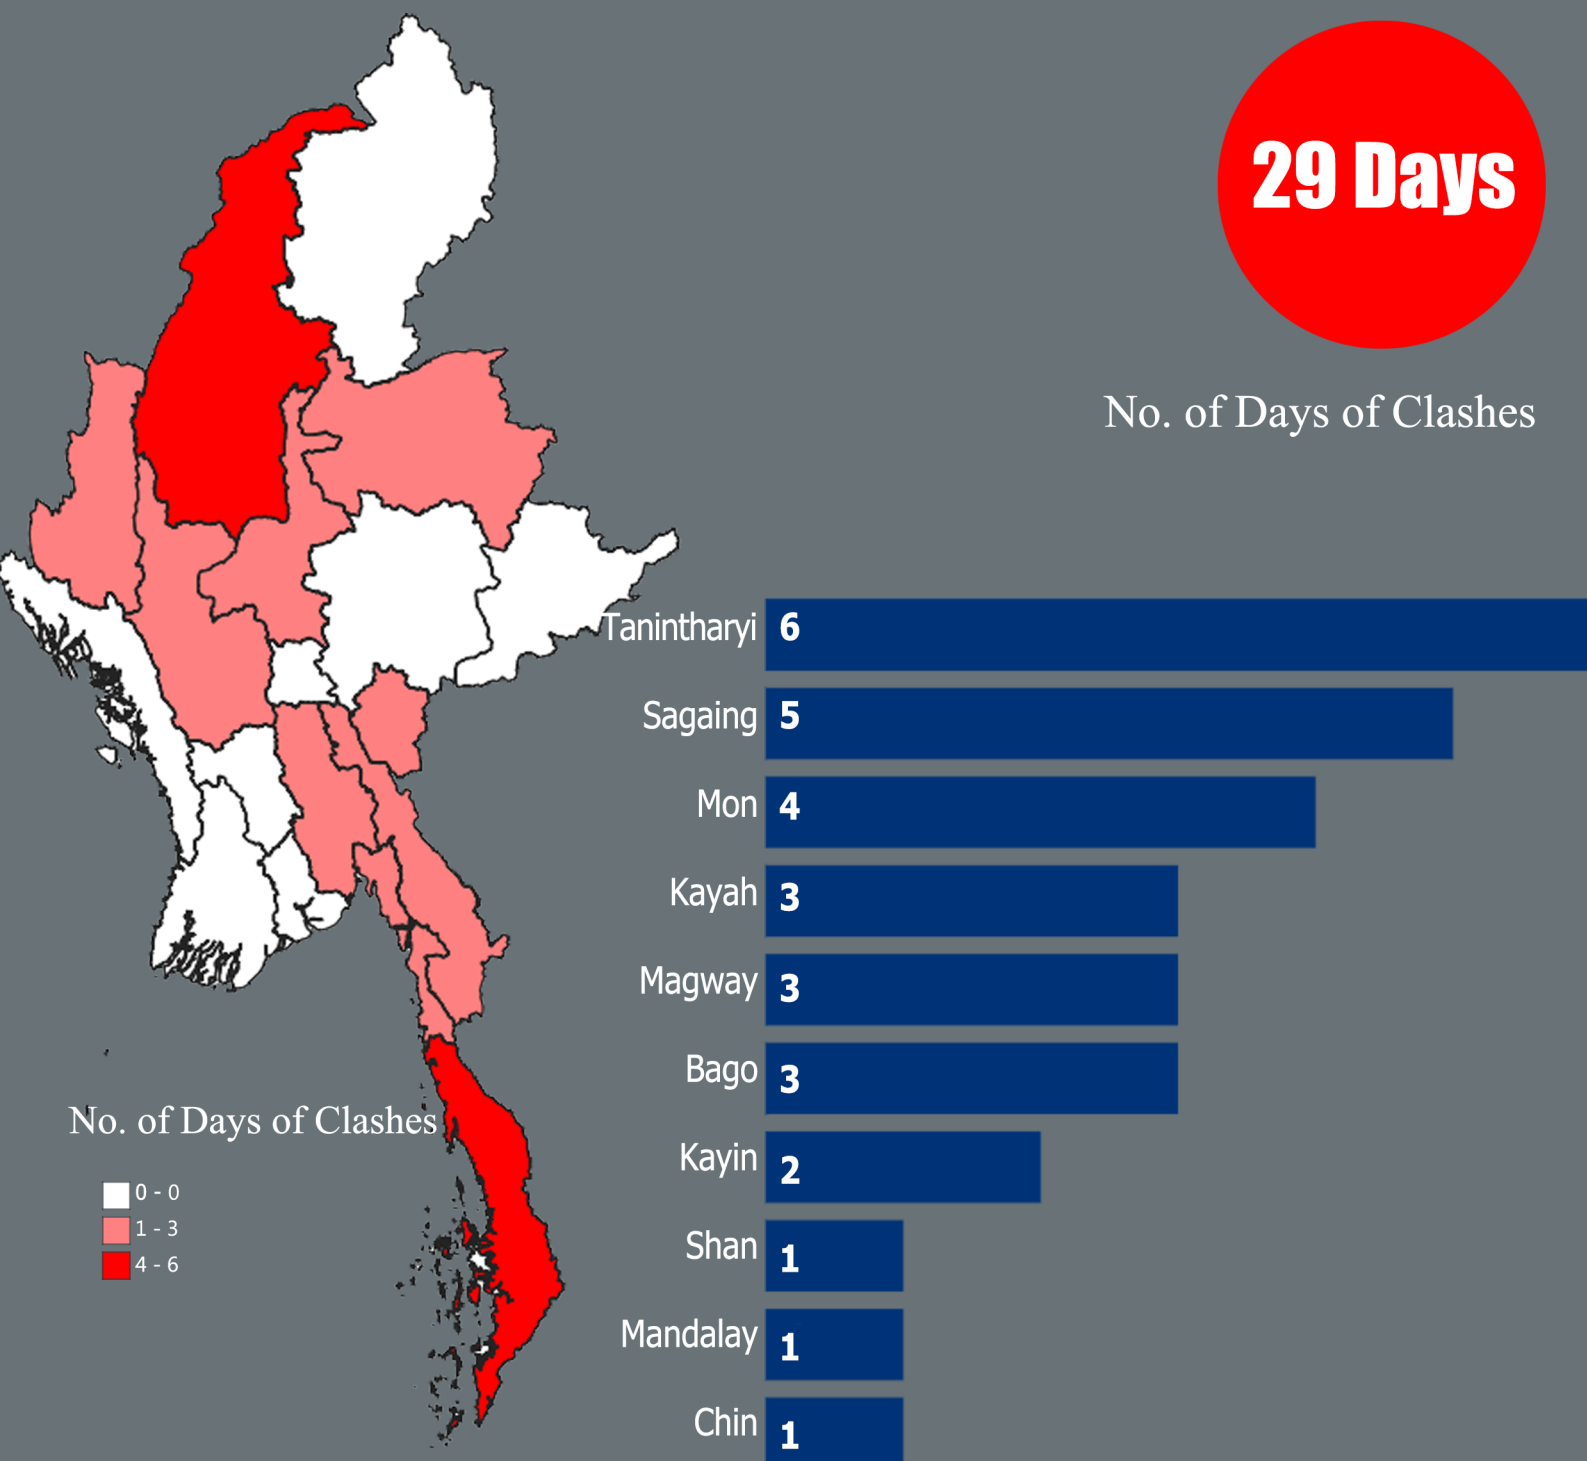 29 Days
No. of Days of Clashes
Tanintharyi 6
Sagaing 5
Mon 4
Kayah 3
Magway 3
Bago 3
Kayin 2
Shan 1
Mandalay 1
Chin 1
No. of Days of Clashes
0 - 0
1 - 3
4 - 6